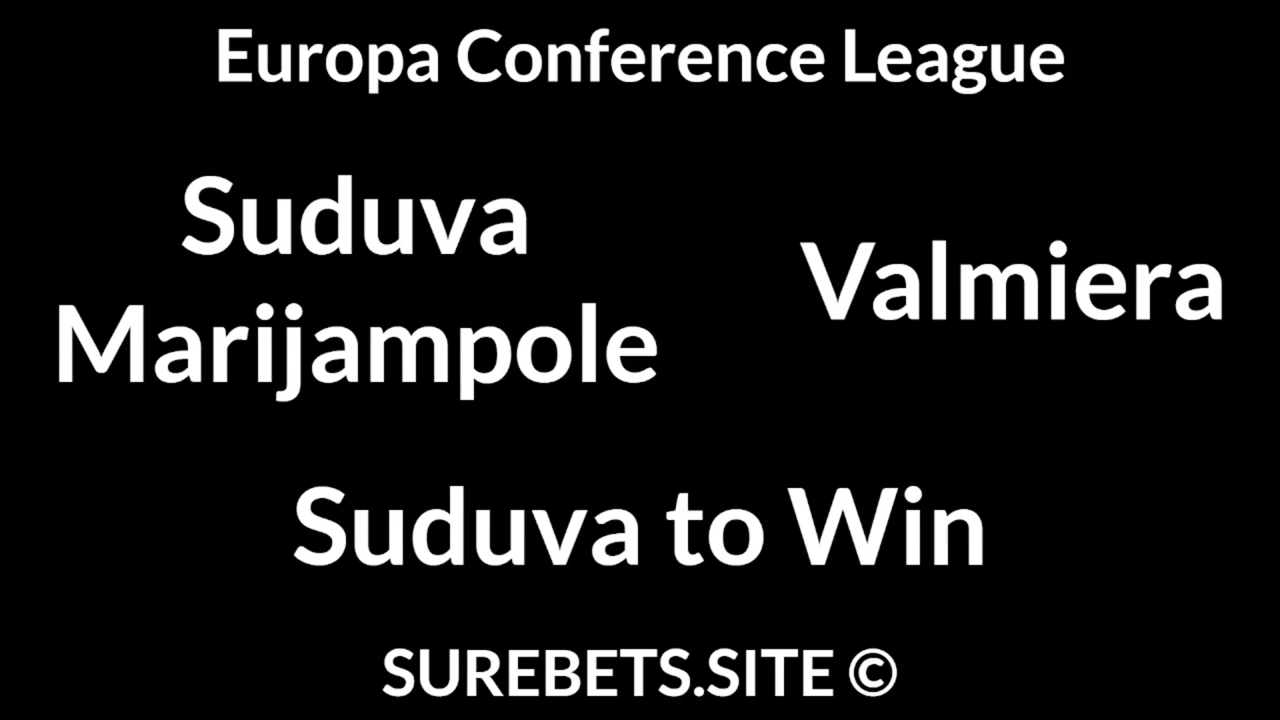 Europa Conference League
Suduva
Marijampole
Valmiera
Suduva to Win
SUREBETS.SITE ©